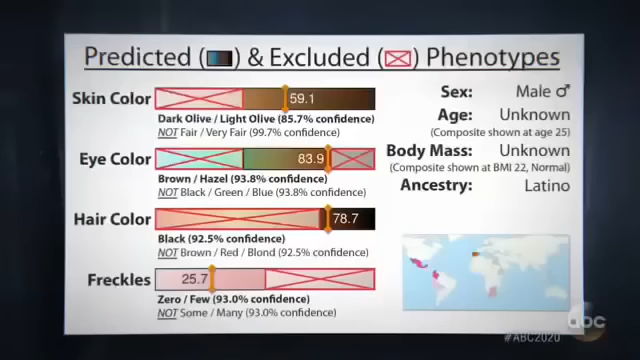 Predicted ( ) & Excluded ( ) Phenotypes
Skin Color
59.1
Dark Olive / Light Olive (85.7% confidence)
NOT Fair / Very Fair (99.7% confidence)
Eye Color
83.9
Brown / Hazel (93.8% confidence)
NOT Black / Green / Blue (93.8% confidence)
Hair Color
78.7
Black (92.5% confidence)
NOT Brown / Red / Blond (92.5% confidence)
Freckles
25.7
Zero / Few (93.0% confidence)
NOT Some / Many (93.0% confidence)
Sex: Male ♂
Age: Unknown
(Composite shown at age 25)
Body Mass: Unknown
(Composite shown at BMI 22, Normal)
Ancestry: Latino
abc
#ABC2020